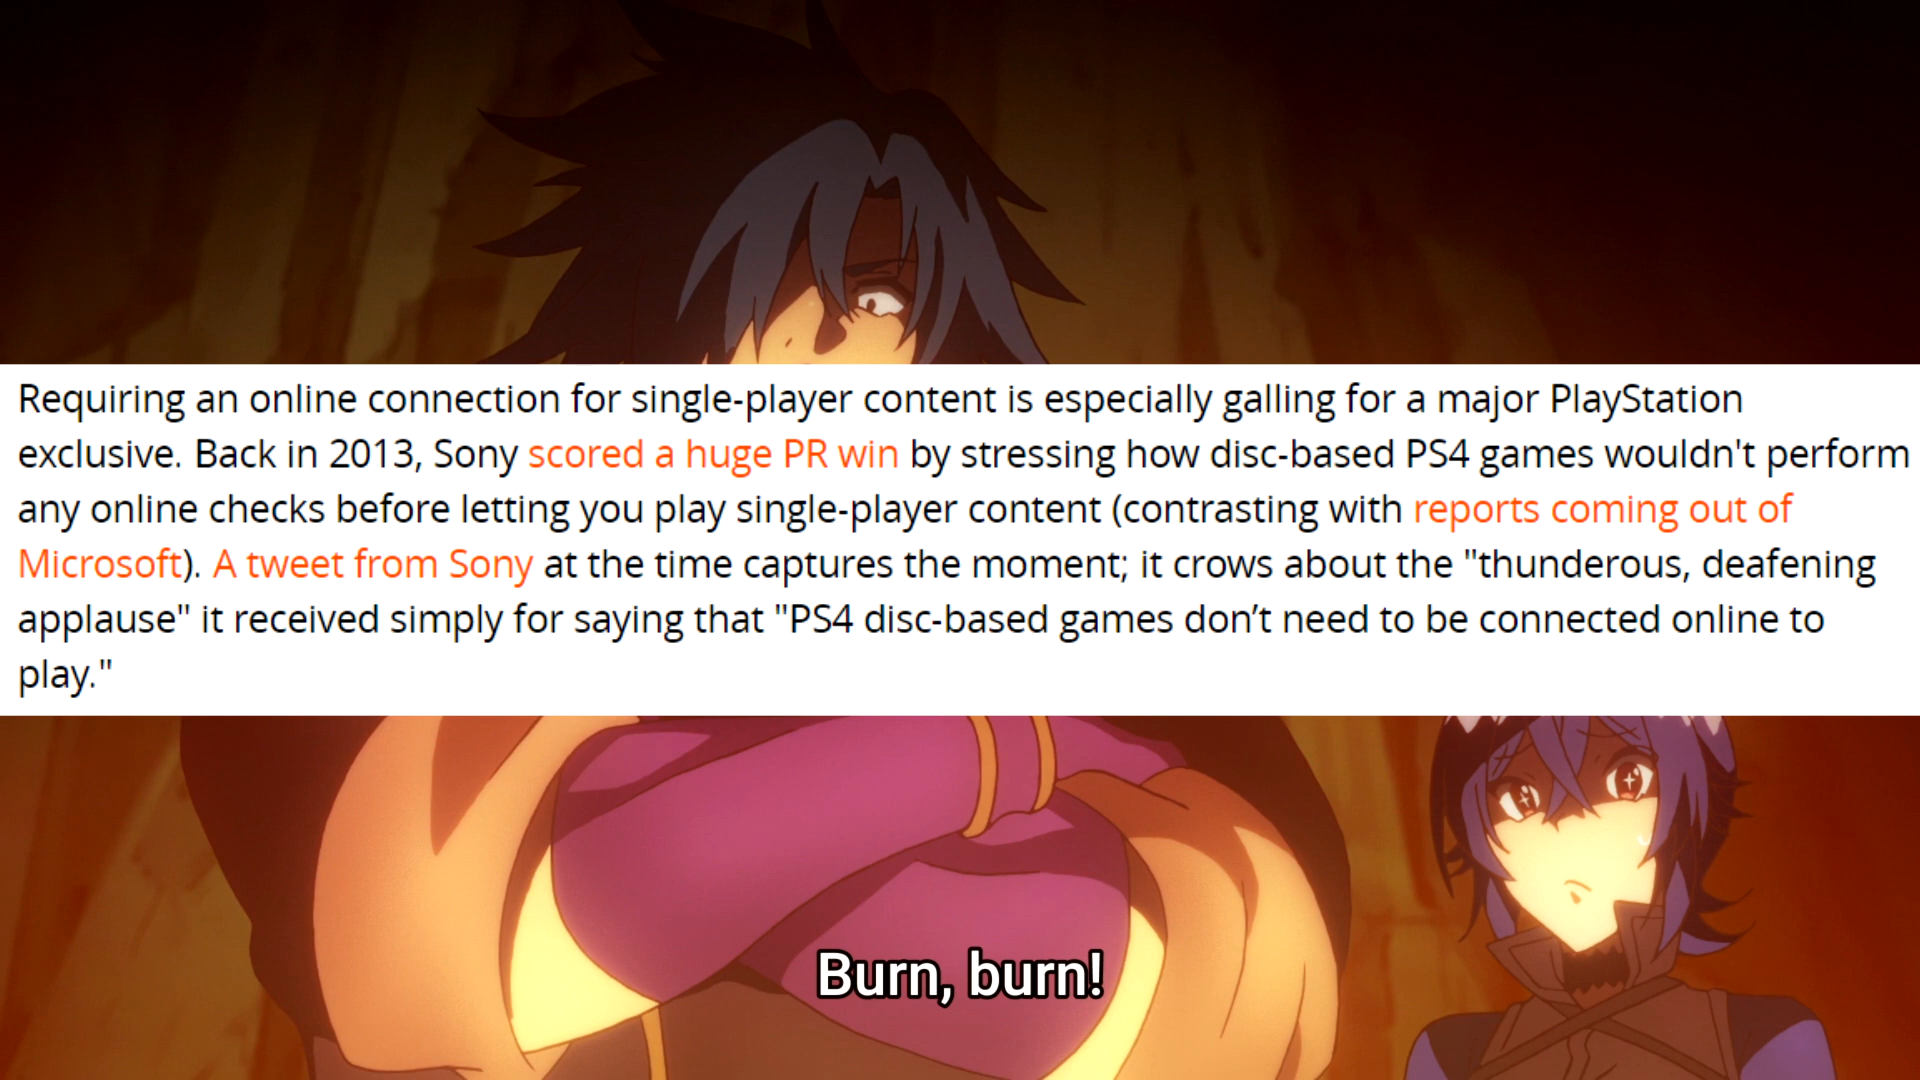 Requiring an online connection for single-player content is especially galling for a major PlayStation
exclusive. Back in 2013, Sony scored a huge PR win by stressing how disc-based PS4 games wouldn't perform
any online checks before letting you play single-player content (contrasting with reports coming out of
Microsoft). A tweet from Sony at the time captures the moment; it crows about the "thunderous, deafening
applause" it received simply for saying that "PS4 disc-based games don’t need to be connected online to
play."
Burn, burn!